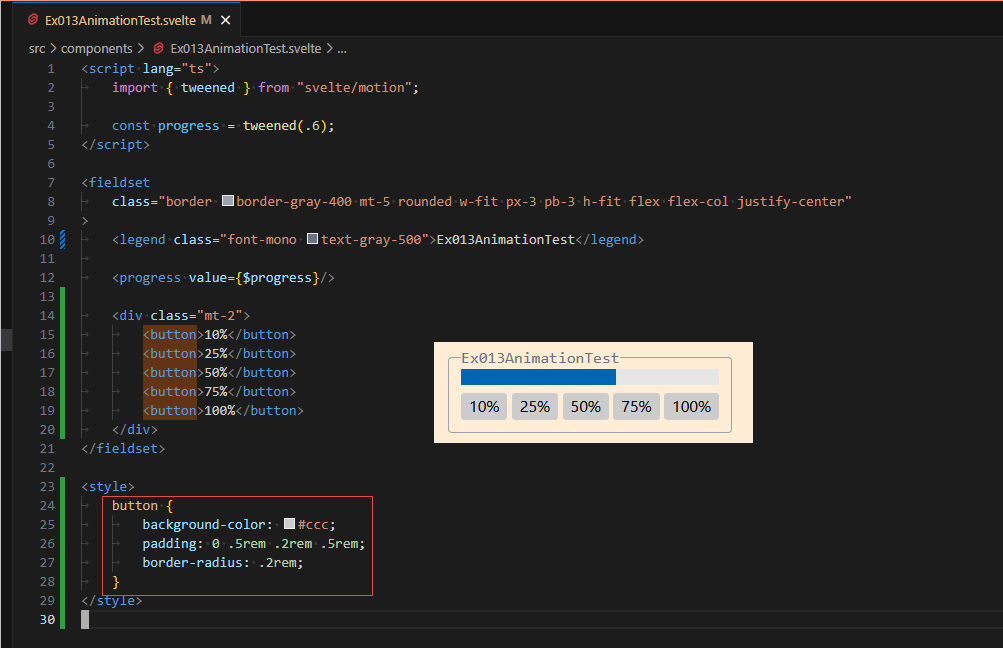 Ex013AnimationTest.svelte M
src > components > Ex013AnimationTest.svelte > ...
1 <script lang="ts">
2 import { tweened } from "svelte/motion";
3
4 const progress = tweened(.6);
5 </script>
6
7 <fieldset
8 class="border border-gray-400 mt-5 rounded w-fit px-3 pb-3 h-fit flex flex-col justify-center"
9 >
10 <legend class="font-mono text-gray-500">Ex013AnimationTest</legend>
11
12 <progress value={$progress}/>
13
14 <div class="mt-2">
15 <button>10%</button>
16 <button>25%</button>
17 <button>50%</button>
18 <button>75%</button>
19 <button>100%</button>
20 </div>
21 </fieldset>
22
23 <style>
24 button {
25 background-color: #ccc;
26 padding: 0 .5rem .2rem .5rem;
27 border-radius: .2rem;
28 }
29 </style>
30
Ex013AnimationTest
10% 25% 50% 75% 100%